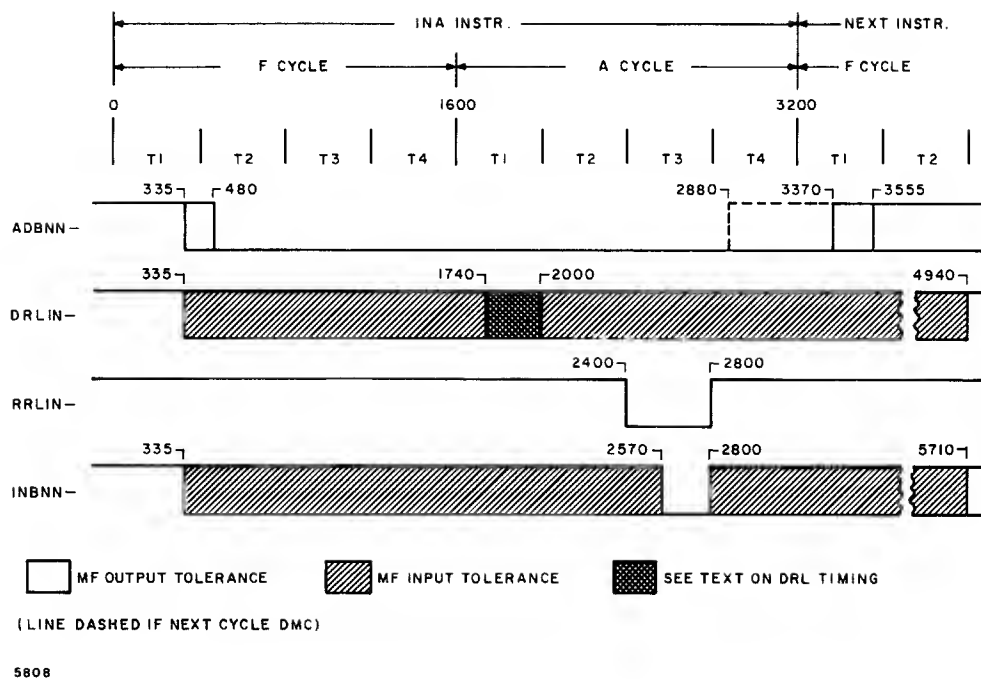 INA INSTR. NEXT INSTR.
F CYCLE A CYCLE F CYCLE
0 1600 3200
T1 T2 T3 T4 T1 T2 T3 T4 T1 T2
335 480 2880 3370 3555
ADBNN-
335 1740 2000 4940
DRLIN-
2400 2800
RRLIN-
335 2570 2800 5710
INBNN-
MF OUTPUT TOLERANCE MF INPUT TOLERANCE SEE TEXT ON DRL TIMING
(LINE DASHED IF NEXT CYCLE DMC)
5808